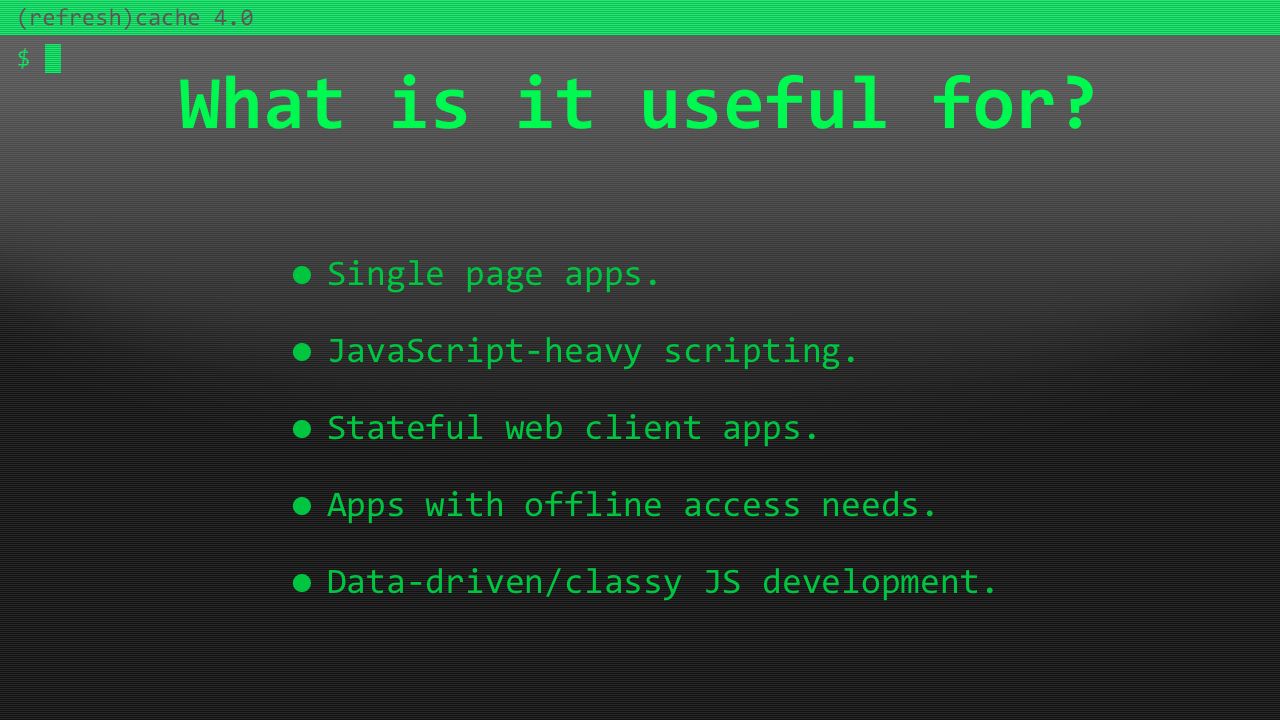 (refresh)cache 4.0
$
What is it useful for?
● Single page apps.
● JavaScript-heavy scripting.
● Stateful web client apps.
● Apps with offline access needs.
● Data-driven/classy JS development.